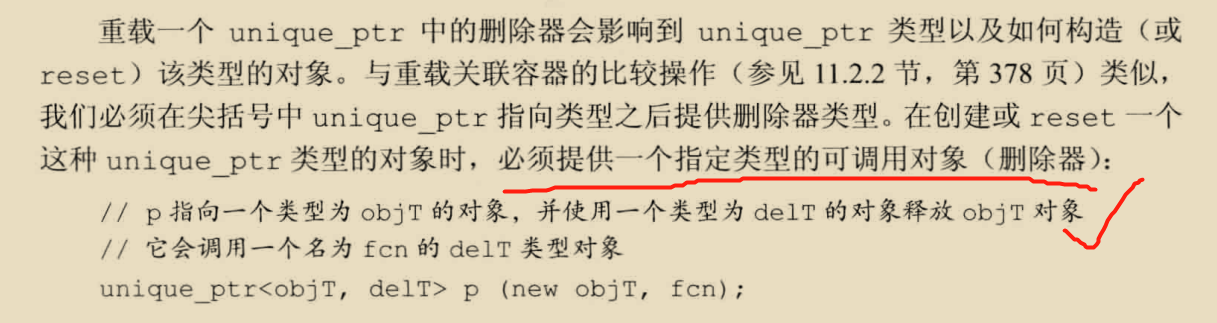 重载一个 unique_ptr 中的删除器会影响到 unique_ptr 类型以及如何构造（或
reset）该类型的对象。与重载关联容器的比较操作（参见 11.2.2 节，第 378 页）类似，
我们必须在尖括号中 unique_ptr 指向类型之后提供删除器类型。在创建或 reset 一个
这种 unique_ptr 类型的对象时，必须提供一个指定类型的可调用对象（删除器）：
// p 指向一个类型为 objT 的对象，并使用一个类型为 delT 的对象释放 objT 对象
// 它会调用一个名为 fcn 的 delT 类型对象
unique_ptr<objT, delT> p (new objT, fcn);